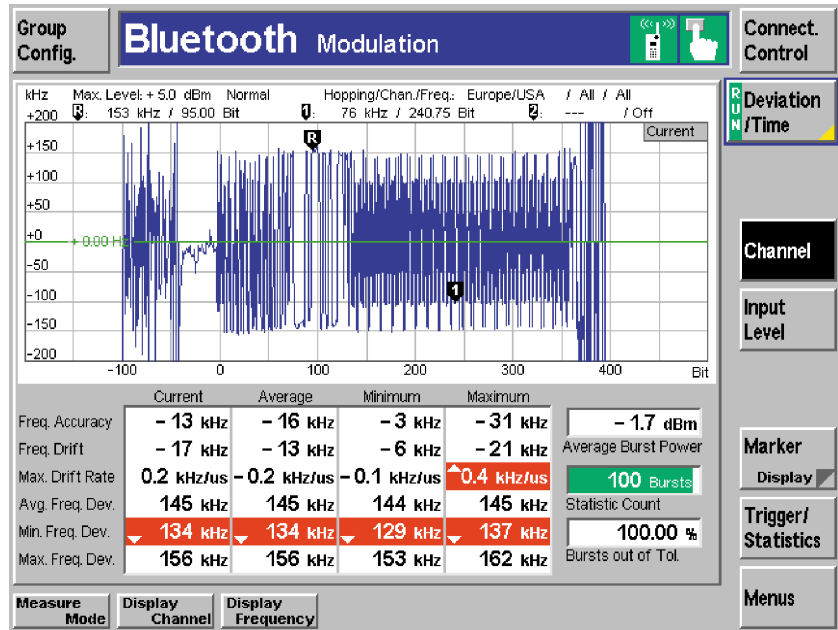 Group Config.
Bluetooth Modulation
Connect. Control
kHz Max. Level: + 5.0 dBm Normal Hopping/Chan./Freq.: Europe/USA / All / All
+200 R: 153 kHz / 95.00 Bit 1: 76 kHz / 240.75 Bit 2: --- / Off
Current
R
+150
+100
+50
+0 + 0.00 Hz
-50
-100
1
-150
-200
-100 0 100 200 300 400 Bit
Current Average Minimum Maximum
Freq. Accuracy – 13 kHz – 16 kHz – 3 kHz – 31 kHz
Freq. Drift – 17 kHz – 13 kHz – 6 kHz – 21 kHz
Max. Drift Rate 0.2 kHz/us – 0.2 kHz/us – 0.1 kHz/us 0.4 kHz/us
Avg. Freq. Dev. 145 kHz 145 kHz 144 kHz 145 kHz
Min. Freq. Dev. 134 kHz 134 kHz 129 kHz 137 kHz
Max. Freq. Dev. 156 kHz 156 kHz 153 kHz 162 kHz
– 1.7 dBm
Average Burst Power
100 Bursts
Statistic Count
100.00 %
Bursts out of Tol.
RUN
Deviation /Time
Channel
Input Level
Marker
Display
Trigger/ Statistics
Menus
Measure Mode
Display Channel
Display Frequency